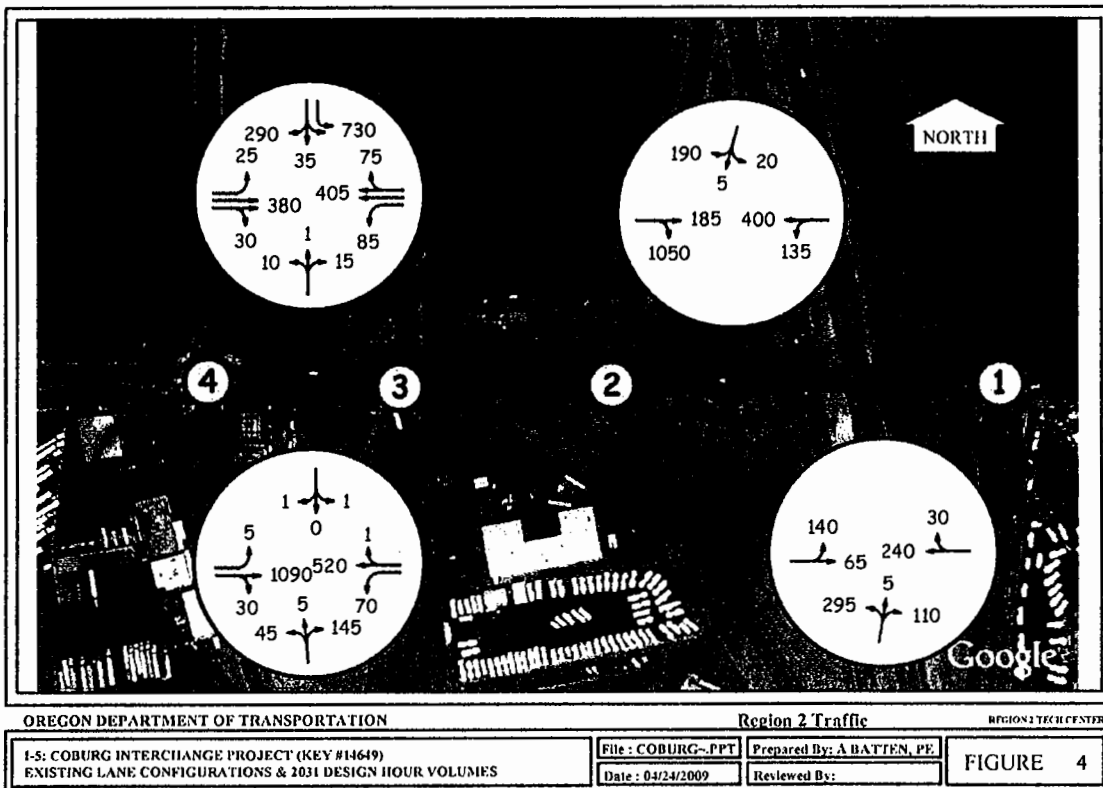 290 730
25 35 75
405
380
30 1 85
10 15
190 20
5
185 400
1050 135
NORTH
4 3 2 1
1 1
5 0 1
1090 520
30 5 70
45 145
140 30
65 240
5
295 110
Google
OREGON DEPARTMENT OF TRANSPORTATION Region 2 Traffic REGION 2 TECH CENTER
I-5: COBURG INTERCHANGE PROJECT (KEY #14649)
EXISTING LANE CONFIGURATIONS & 2031 DESIGN HOUR VOLUMES
File : COBURG~.PPT Prepared By: A BATTEN, PE
Date : 04/24/2009 Reviewed By:
FIGURE 4